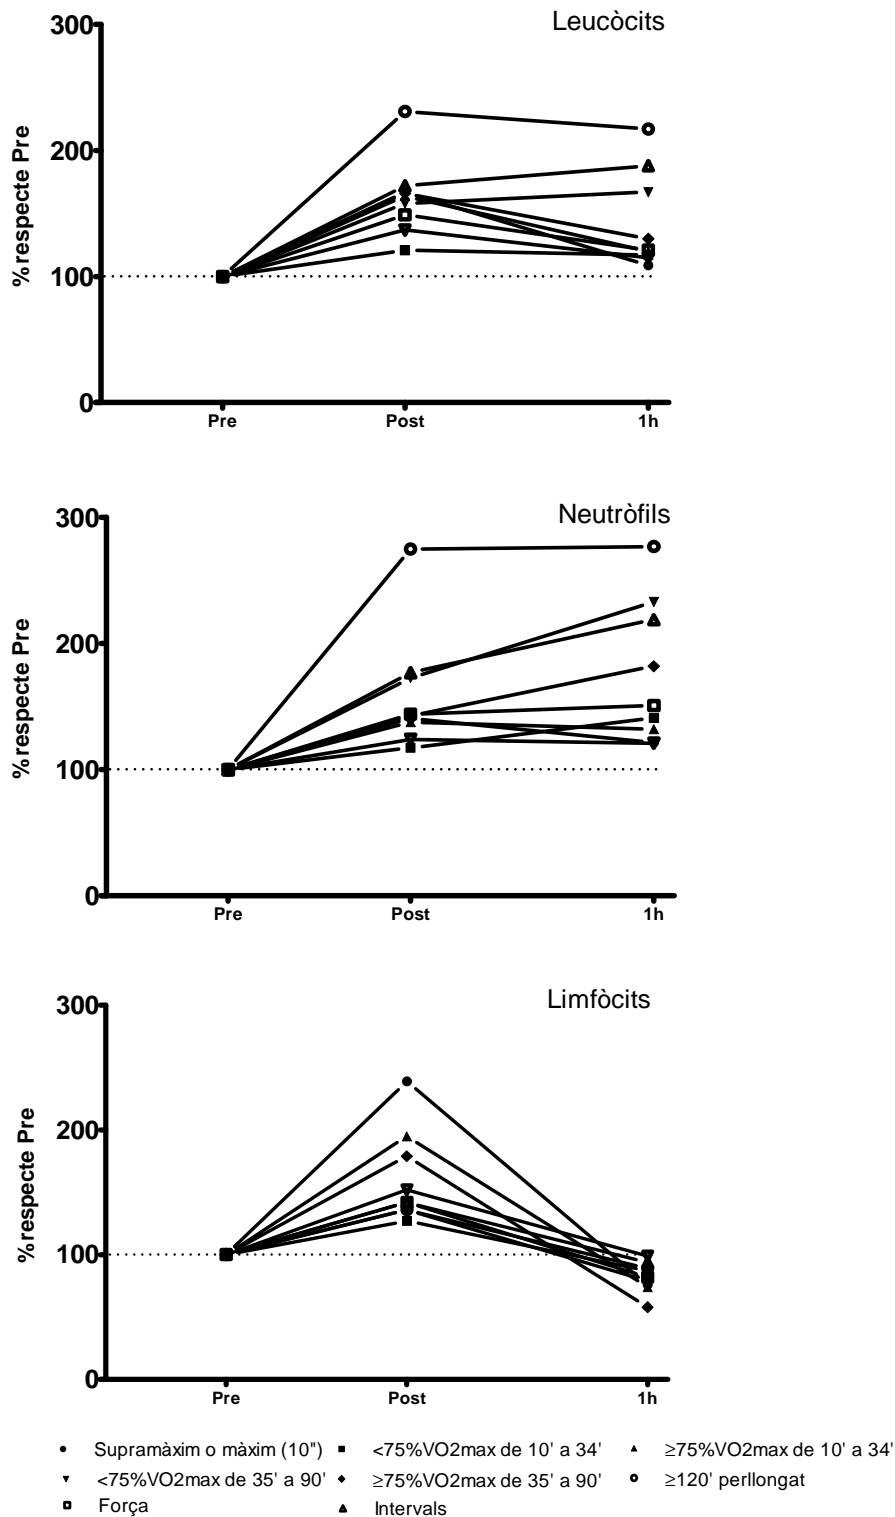 Leucòcits
300
200
100
0
%respecte Pre
Pre Post 1h
Neutròfils
300
200
100
0
%respecte Pre
Pre Post 1h
Limfòcits
300
200
100
0
%respecte Pre
Pre Post 1h
Supramàxim o màxim (10") <75%VO2max de 10' a 34' ≥75%VO2max de 10' a 34'
<75%VO2max de 35' a 90' ≥75%VO2max de 35' a 90' ≥120' perllongat
Força Intervals